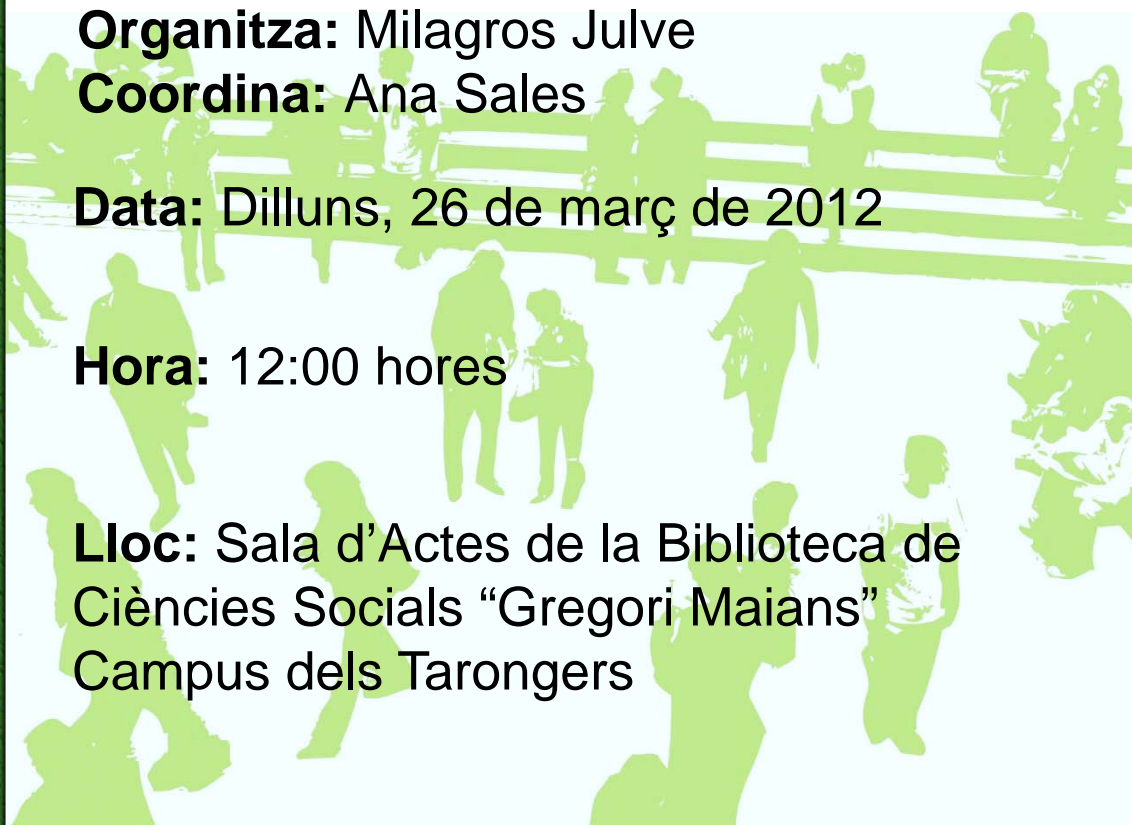 Organitza: Milagros Julve
Coordina: Ana Sales
Data: Dilluns, 26 de març de 2012
Hora: 12:00 hores
Lloc: Sala d’Actes de la Biblioteca de
Ciències Socials “Gregori Maians”
Campus dels Tarongers